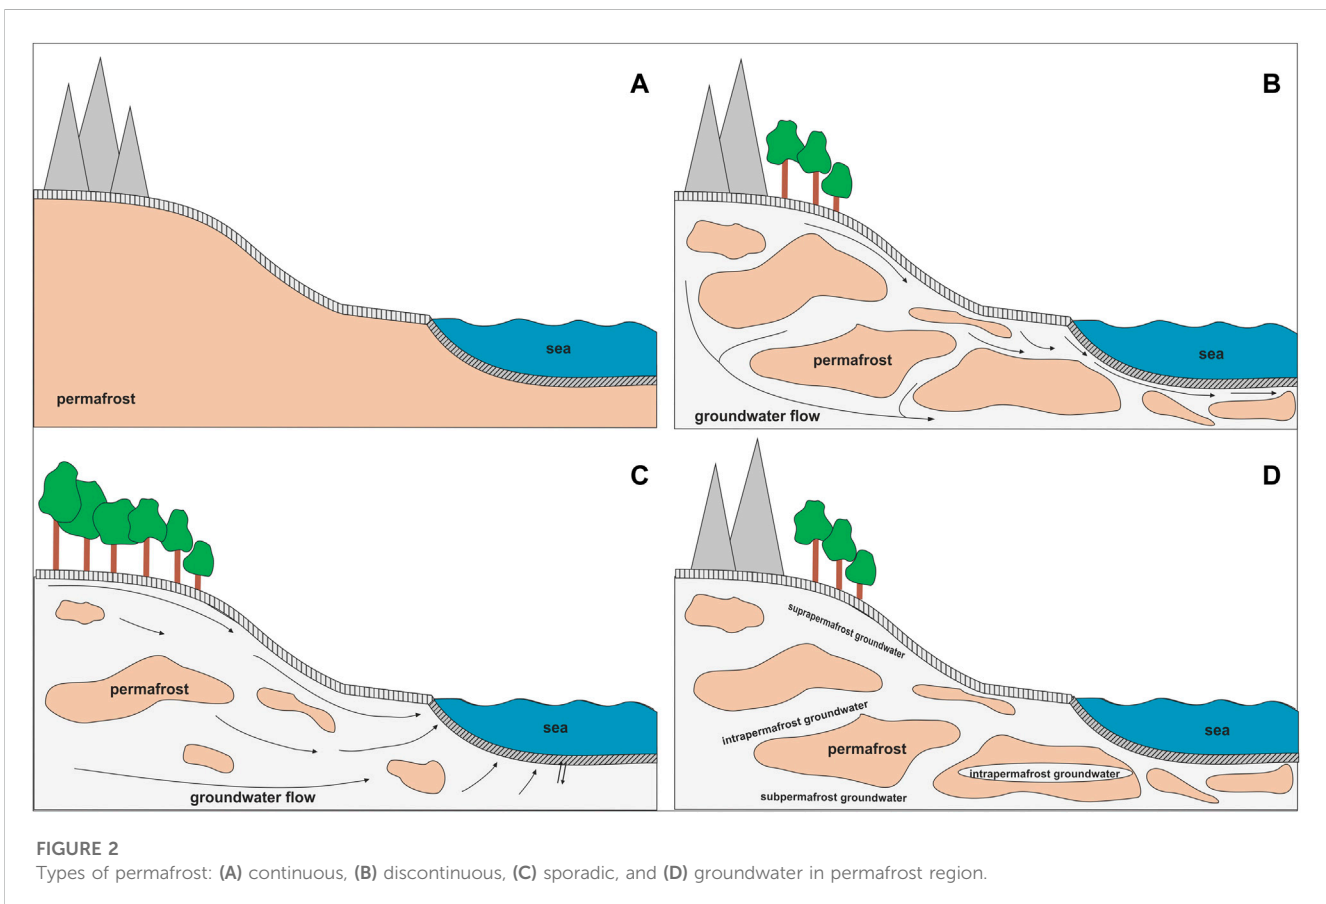 A
sea
permafrost
B
permafrost
sea
groundwater flow
C
permafrost
sea
groundwater flow
D
suprapermafrost groundwater
intrapermafrost groundwater
permafrost
sea
intrapermafrost groundwater
subpermafrost groundwater
FIGURE 2
Types of permafrost: (A) continuous, (B) discontinuous, (C) sporadic, and (D) groundwater in permafrost region.